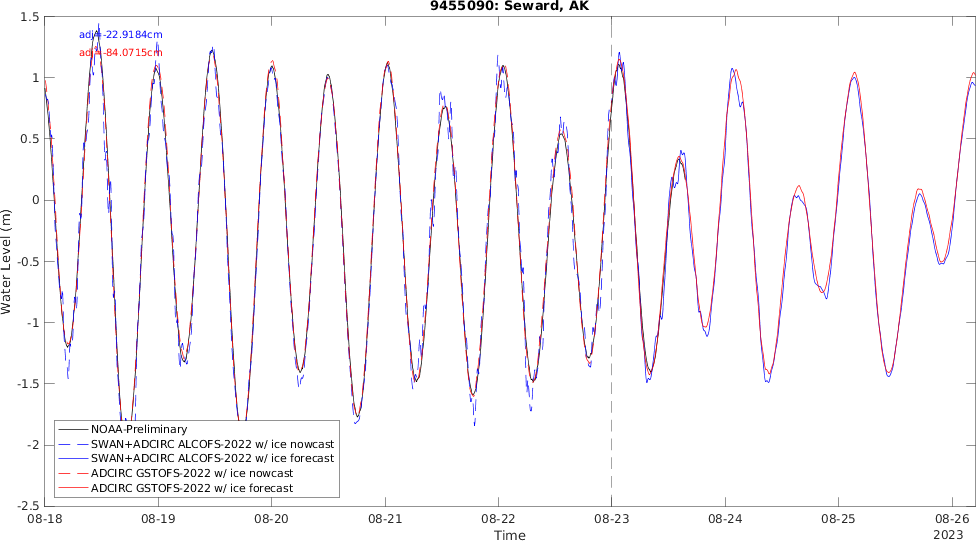 9455090: Seward, AK
1.5
adj=-22.9184cm
adj=-84.0715cm
1
0.5
0
-0.5
-1
-1.5
-2
-2.5
Water Level (m)
NOAA-Preliminary
SWAN+ADCIRC ALCOFS-2022 w/ ice nowcast
SWAN+ADCIRC ALCOFS-2022 w/ ice forecast
ADCIRC GSTOFS-2022 w/ ice nowcast
ADCIRC GSTOFS-2022 w/ ice forecast
08-18 08-19 08-20 08-21 08-22 08-23 08-24 08-25 08-26
Time 2023